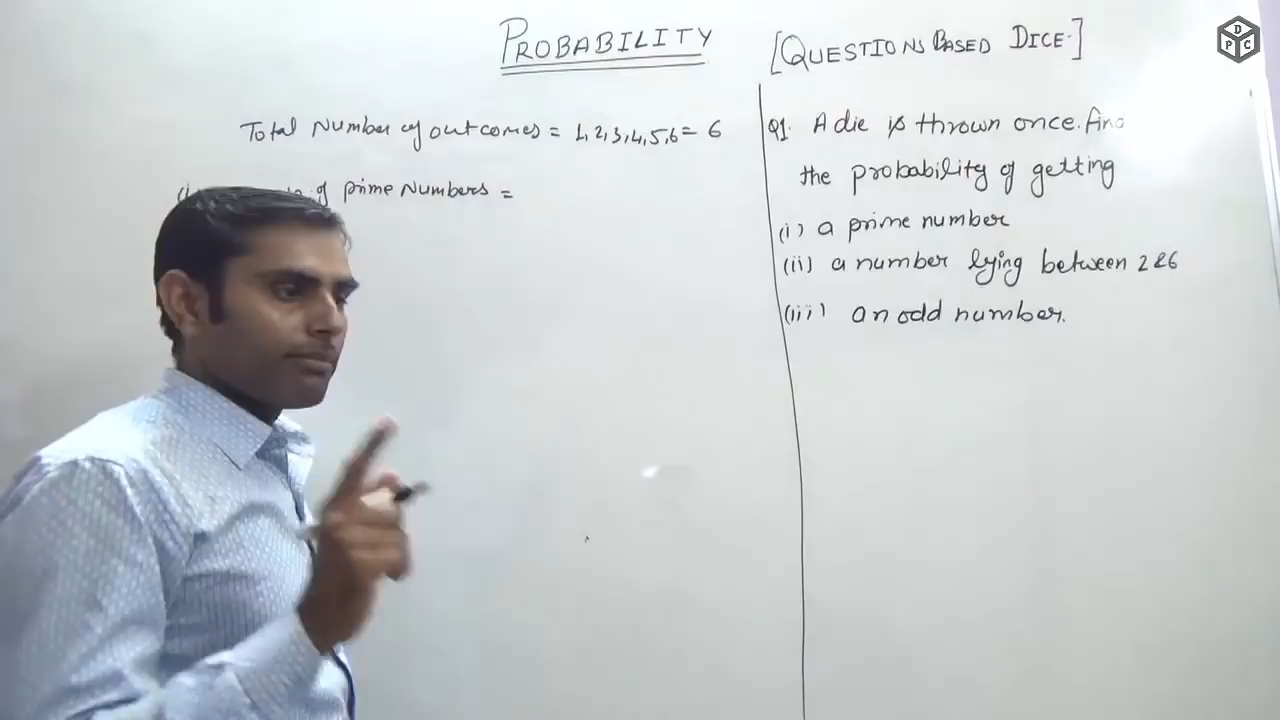 PROBABILITY
[QUESTIONS BASED DICE.]
Total Number of outcomes = 1,2,3,4,5,6 = 6
of prime Numbers =
Q1. A die is thrown once. Find
the probability of getting
(i) a prime number
(ii) a number lying between 2 & 6
(iii) an odd number.
D
P C